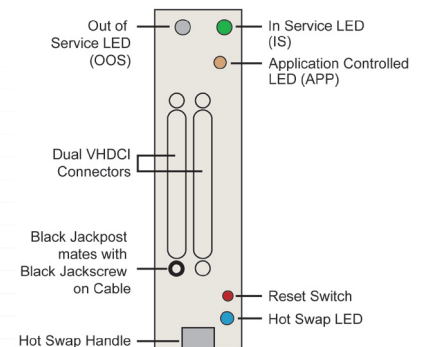 Out of
Service LED
(OOS)
In Service LED
(IS)
Application Controlled
LED (APP)
Dual VHDCI
Connectors
Black Jackpost
mates with
Black Jackscrew
on Cable
Reset Switch
Hot Swap LED
Hot Swap Handle